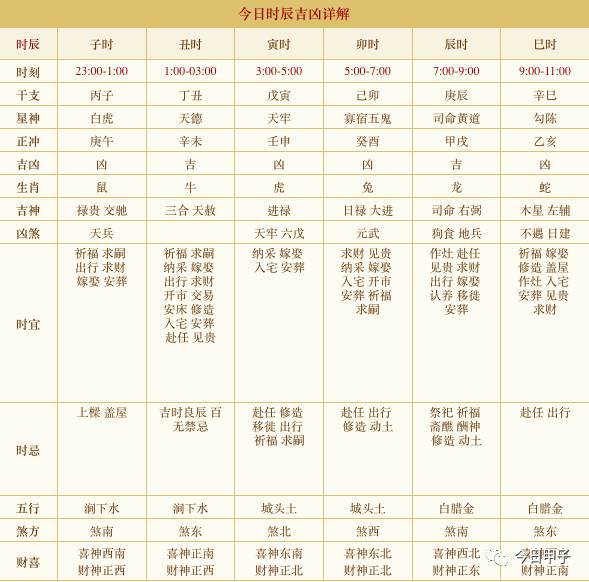 今日时辰吉凶详解
时辰 子时 丑时 寅时 卯时 辰时 巳时
时刻 23:00-1:00 1:00-03:00 3:00-5:00 5:00-7:00 7:00-9:00 9:00-11:00
干支 丙子 丁丑 戊寅 己卯 庚辰 辛巳
星神 白虎 天德 天牢 寡宿五鬼 司命黄道 勾陈
正冲 庚午 辛未 壬申 癸酉 甲戌 乙亥
吉凶 凶 吉 凶 凶 吉 凶
生肖 鼠 牛 虎 兔 龙 蛇
吉神 禄贵 交驰 三合 天赦 进禄 日禄 大进 司命 右弼 木星 左辅
凶煞 天兵 天牢 六戊 元武 狗食 地兵 不遇 日建
时宜
祈福 求嗣
出行 求财
嫁娶 安葬
祈福 求嗣
纳采 嫁娶
出行 求财
开市 交易
安床 修造
入宅 安葬
赴任 见贵
纳采 嫁娶
入宅 安葬
求财 见贵
纳采 嫁娶
入宅 开市
安葬 祈福
求嗣
作灶 赴任
见贵 求财
出行 嫁娶
认养 移徙
安葬
祈福 嫁娶
修造 盖屋
作灶 入宅
安葬 见贵
求财
时忌
上樑 盖屋
吉时良辰 百
无禁忌
赴任 修造
移徙 出行
祈福 求嗣
赴任 出行
修造 动土
祭祀 祈福
斋醮 酬神
修造 动土
赴任 出行
五行 涧下水 涧下水 城头土 城头土 白腊金 白腊金
煞方 煞南 煞东 煞北 煞西 煞南 煞东
财喜
喜神西南
财神正西
喜神正南
财神正西
喜神东南
财神正北
喜神东北
财神正北
喜神西北
财神正东
财神正南
今日甲子